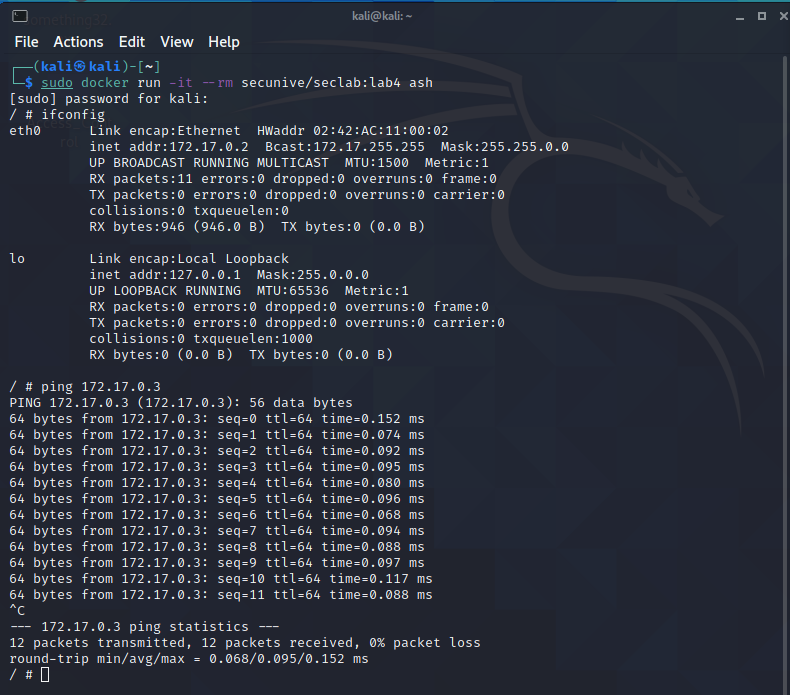 kali@kali: ~
File Actions Edit View Help
┌──(kali㉿kali)-[~]
└─$ sudo docker run -it --rm secunive/seclab:lab4 ash
[sudo] password for kali:
/ # ifconfig
eth0      Link encap:Ethernet  HWaddr 02:42:AC:11:00:02
          inet addr:172.17.0.2  Bcast:172.17.255.255  Mask:255.255.0.0
          UP BROADCAST RUNNING MULTICAST  MTU:1500  Metric:1
          RX packets:11 errors:0 dropped:0 overruns:0 frame:0
          TX packets:0 errors:0 dropped:0 overruns:0 carrier:0
          collisions:0 txqueuelen:0
          RX bytes:946 (946.0 B)  TX bytes:0 (0.0 B)

lo        Link encap:Local Loopback
          inet addr:127.0.0.1  Mask:255.0.0.0
          UP LOOPBACK RUNNING  MTU:65536  Metric:1
          RX packets:0 errors:0 dropped:0 overruns:0 frame:0
          TX packets:0 errors:0 dropped:0 overruns:0 carrier:0
          collisions:0 txqueuelen:1000
          RX bytes:0 (0.0 B)  TX bytes:0 (0.0 B)

/ # ping 172.17.0.3
PING 172.17.0.3 (172.17.0.3): 56 data bytes
64 bytes from 172.17.0.3: seq=0 ttl=64 time=0.152 ms
64 bytes from 172.17.0.3: seq=1 ttl=64 time=0.074 ms
64 bytes from 172.17.0.3: seq=2 ttl=64 time=0.092 ms
64 bytes from 172.17.0.3: seq=3 ttl=64 time=0.095 ms
64 bytes from 172.17.0.3: seq=4 ttl=64 time=0.080 ms
64 bytes from 172.17.0.3: seq=5 ttl=64 time=0.096 ms
64 bytes from 172.17.0.3: seq=6 ttl=64 time=0.068 ms
64 bytes from 172.17.0.3: seq=7 ttl=64 time=0.094 ms
64 bytes from 172.17.0.3: seq=8 ttl=64 time=0.088 ms
64 bytes from 172.17.0.3: seq=9 ttl=64 time=0.097 ms
64 bytes from 172.17.0.3: seq=10 ttl=64 time=0.117 ms
64 bytes from 172.17.0.3: seq=11 ttl=64 time=0.088 ms
^C
--- 172.17.0.3 ping statistics ---
12 packets transmitted, 12 packets received, 0% packet loss
round-trip min/avg/max = 0.068/0.095/0.152 ms
/ #